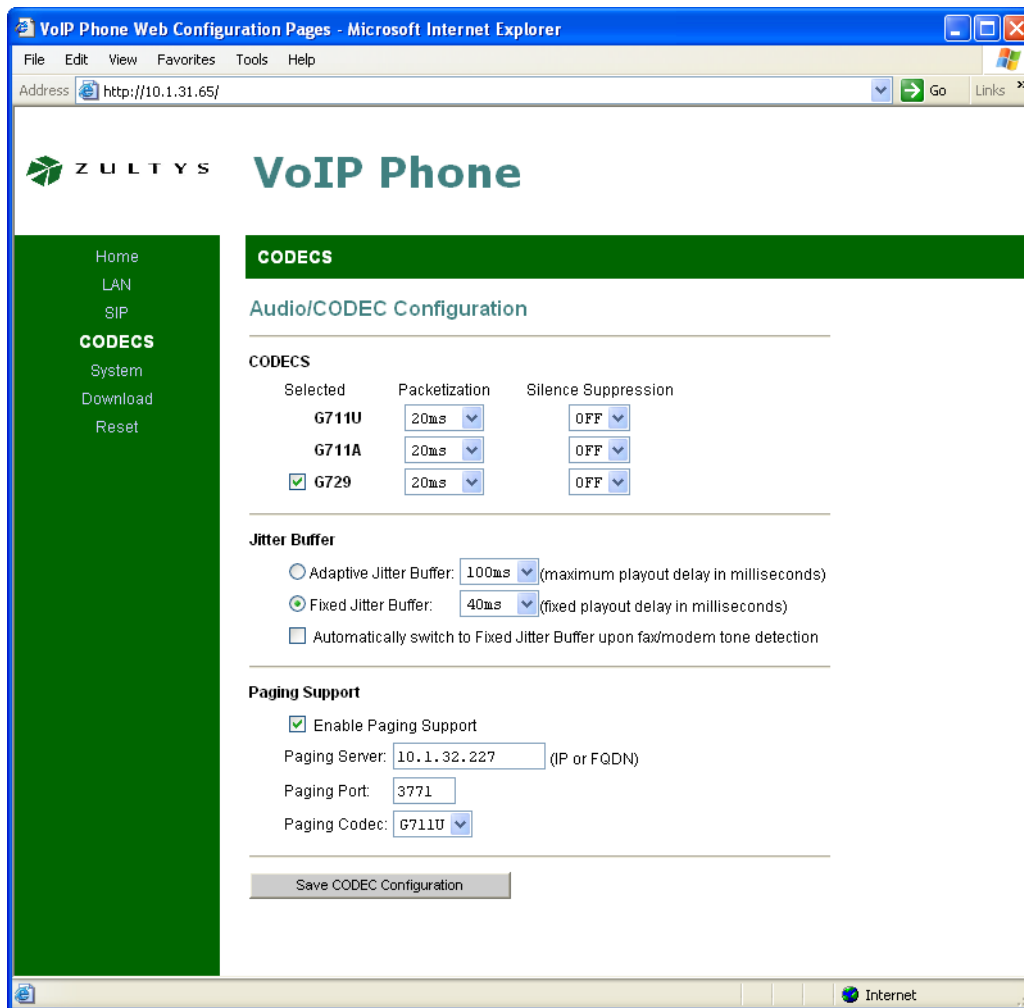 VoIP Phone Web Configuration Pages - Microsoft Internet Explorer
File Edit View Favorites Tools Help
Address http://10.1.31.65/ Go Links »
ZULTYS VoIP Phone
Home
LAN
SIP
CODECS
System
Download
Reset
CODECS
Audio/CODEC Configuration
CODECS
Selected Packetization Silence Suppression
G711U 20ms OFF
G711A 20ms OFF
G729 20ms OFF
Jitter Buffer
Adaptive Jitter Buffer: 100ms (maximum playout delay in milliseconds)
Fixed Jitter Buffer: 40ms (fixed playout delay in milliseconds)
Automatically switch to Fixed Jitter Buffer upon fax/modem tone detection
Paging Support
Enable Paging Support
Paging Server: 10.1.32.227 (IP or FQDN)
Paging Port: 3771
Paging Codec: G711U
Save CODEC Configuration
Internet